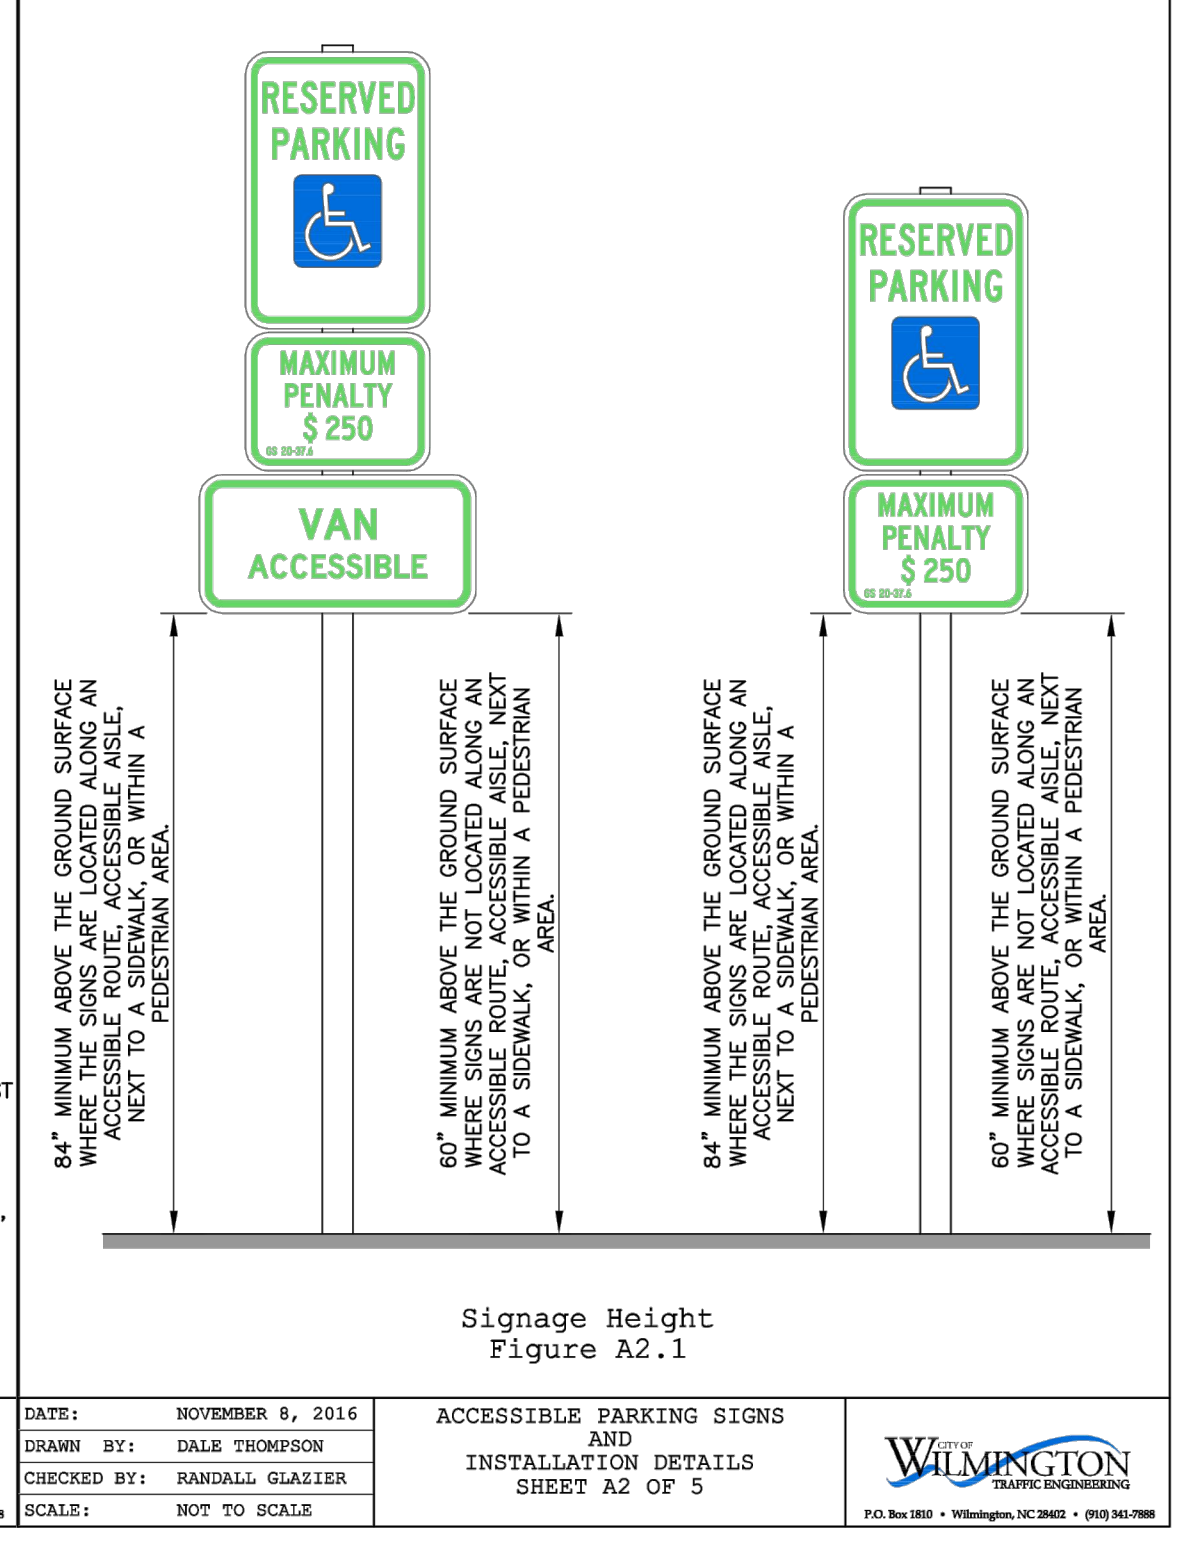 RESERVED
PARKING
MAXIMUM
PENALTY
$ 250
GS 20-37.6
VAN
ACCESSIBLE
RESERVED
PARKING
MAXIMUM
PENALTY
$ 250
GS 20-37.6
84" MINIMUM ABOVE THE GROUND SURFACE
WHERE THE SIGNS ARE LOCATED ALONG AN
ACCESSIBLE ROUTE, ACCESSIBLE AISLE,
NEXT TO A SIDEWALK, OR WITHIN A
PEDESTRIAN AREA.
60" MINIMUM ABOVE THE GROUND SURFACE
WHERE SIGNS ARE NOT LOCATED ALONG AN
ACCESSIBLE ROUTE, ACCESSIBLE AISLE, NEXT
TO A SIDEWALK, OR WITHIN A PEDESTRIAN
AREA.
84" MINIMUM ABOVE THE GROUND SURFACE
WHERE THE SIGNS ARE LOCATED ALONG AN
ACCESSIBLE ROUTE, ACCESSIBLE AISLE,
NEXT TO A SIDEWALK, OR WITHIN A
PEDESTRIAN AREA.
60" MINIMUM ABOVE THE GROUND SURFACE
WHERE SIGNS ARE NOT LOCATED ALONG AN
ACCESSIBLE ROUTE, ACCESSIBLE AISLE, NEXT
TO A SIDEWALK, OR WITHIN A PEDESTRIAN
AREA.
Signage Height
Figure A2.1
DATE: NOVEMBER 8, 2016
DRAWN BY: DALE THOMPSON
CHECKED BY: RANDALL GLAZIER
SCALE: NOT TO SCALE
ACCESSIBLE PARKING SIGNS
AND
INSTALLATION DETAILS
SHEET A2 OF 5
CITY OF
WILMINGTON
TRAFFIC ENGINEERING
P.O. Box 1810 • Wilmington, NC 28402 • (910) 341-7888